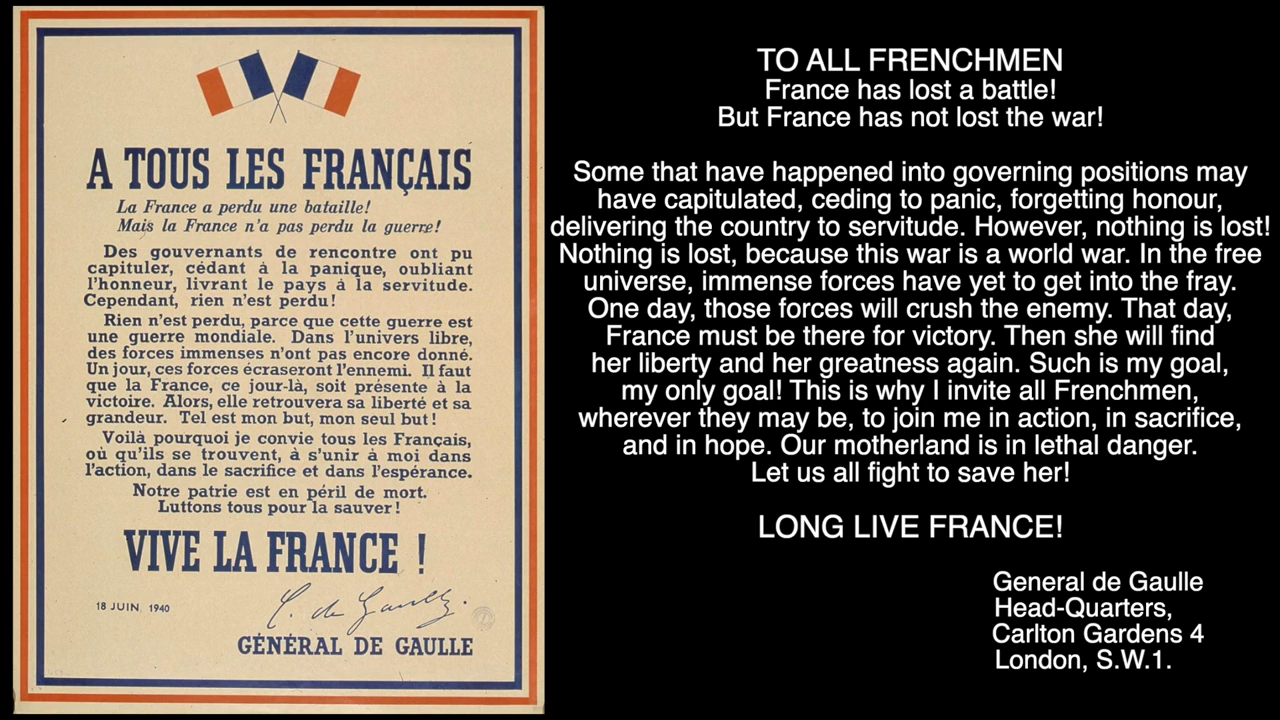 A TOUS LES FRANÇAIS
La France a perdu une bataille!
Mais la France n'a pas perdu la guerre!
Des gouvernants de rencontre ont pu
capituler, cédant à la panique, oubliant
l'honneur, livrant le pays à la servitude.
Cependant, rien n'est perdu!
Rien n'est perdu, parce que cette guerre est
une guerre mondiale. Dans l'univers libre,
des forces immenses n'ont pas encore donné.
Un jour, ces forces écraseront l'ennemi. Il faut
que la France, ce jour-là, soit présente à la
victoire. Alors, elle retrouvera sa liberté et sa
grandeur. Tel est mon but, mon seul but!
Voilà pourquoi je convie tous les Français,
où qu'ils se trouvent, à s'unir à moi dans
l'action, dans le sacrifice et dans l'espérance.
Notre patrie est en péril de mort.
Luttons tous pour la sauver!
VIVE LA FRANCE !
18 JUIN 1940
C. de Gaulle.
GÉNÉRAL DE GAULLE
TO ALL FRENCHMEN
France has lost a battle!
But France has not lost the war!
Some that have happened into governing positions may
have capitulated, ceding to panic, forgetting honour,
delivering the country to servitude. However, nothing is lost!
Nothing is lost, because this war is a world war. In the free
universe, immense forces have yet to get into the fray.
One day, those forces will crush the enemy. That day,
France must be there for victory. Then she will find
her liberty and her greatness again. Such is my goal,
my only goal! This is why I invite all Frenchmen,
wherever they may be, to join me in action, in sacrifice,
and in hope. Our motherland is in lethal danger.
Let us all fight to save her!
LONG LIVE FRANCE!
General de Gaulle
Head-Quarters,
Carlton Gardens 4
London, S.W.1.